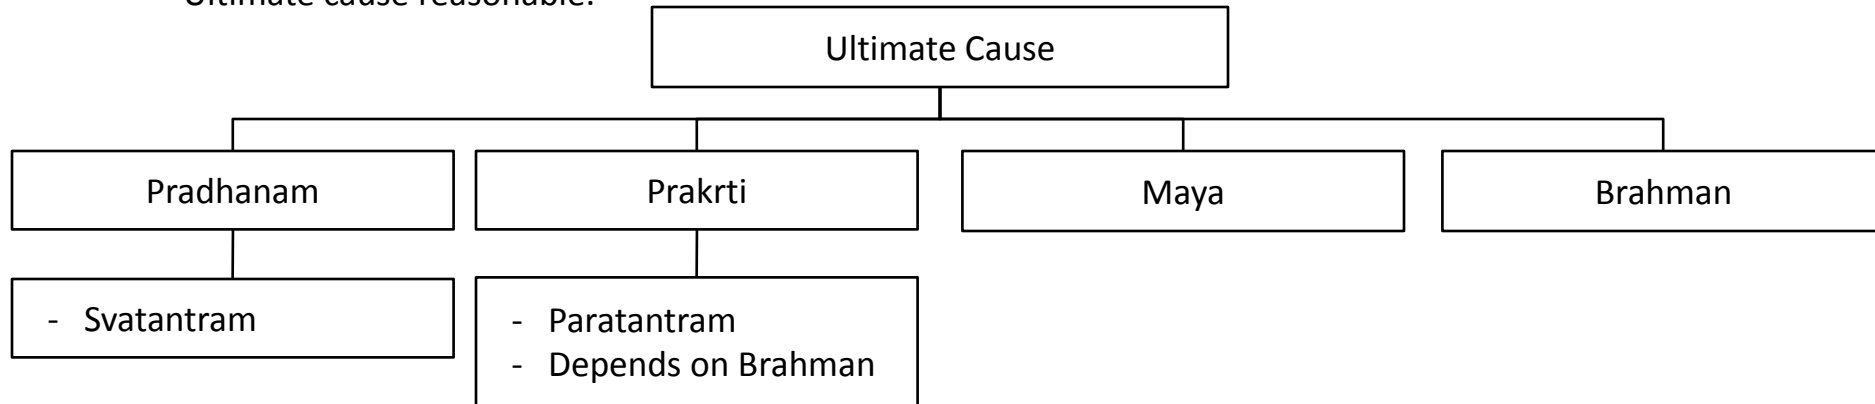 Ultimate cause reasonable.
Ultimate Cause
Pradhanam
Prakrti
Maya
Brahman
- Svatantram
- Paratantram
- Depends on Brahman